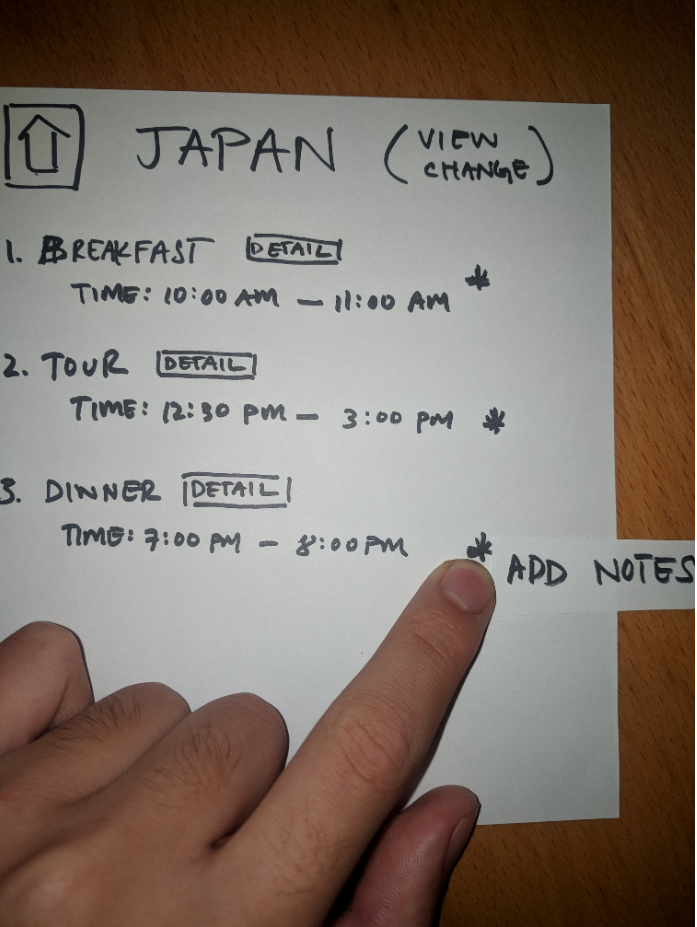 JAPAN (VIEW CHANGE)
1. BREAKFAST DETAIL
TIME: 10:00 AM — 11:00 AM *
2. TOUR DETAIL
TIME: 12:30 PM — 3:00 PM *
3. DINNER DETAIL
TIME: 7:00 PM — 8:00 PM *
ADD NOTES